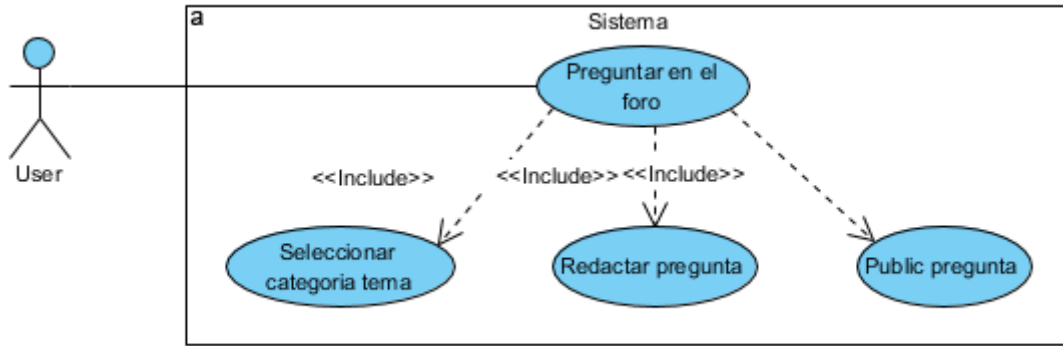 a
Sistema
Preguntar en el
foro
User
<<Include>>
<<Include>>
<<Include>>
Seleccionar
categoria tema
Redactar pregunta
Public pregunta